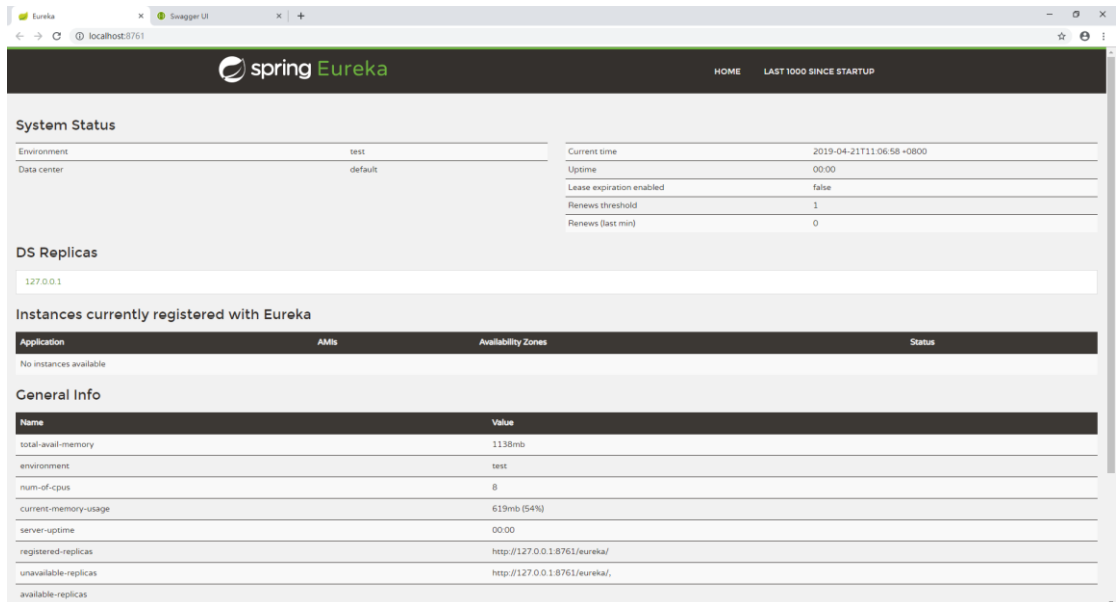 Eureka
Swagger UI
localhost:8761
spring Eureka
HOME LAST 1000 SINCE STARTUP
System Status
Environment test
Data center default
Current time 2019-04-21T11:06:58 +0800
Uptime 00:00
Lease expiration enabled false
Renews threshold 1
Renews (last min) 0
DS Replicas
127.0.0.1
Instances currently registered with Eureka
Application AMIs Availability Zones Status
No instances available
General Info
Name Value
total-avail-memory 1138mb
environment test
num-of-cpus 8
current-memory-usage 619mb (54%)
server-uptime 00:00
registered-replicas http://127.0.0.1:8761/eureka/
unavailable-replicas http://127.0.0.1:8761/eureka/,
available-replicas